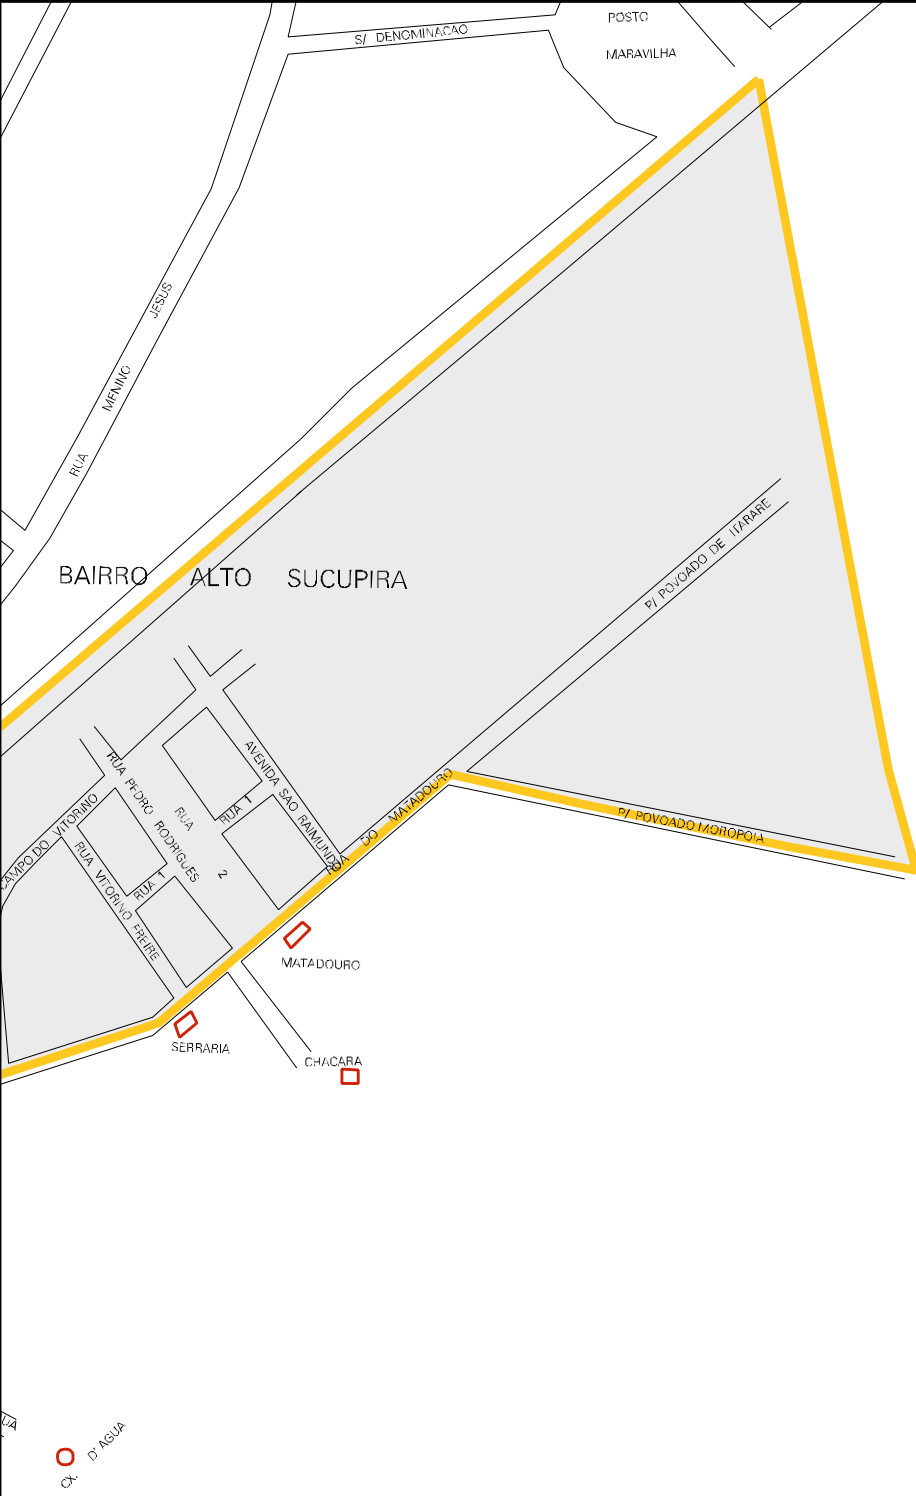 S/ DENOMINACAO
POSTO
MARAVILHA
RUA MENINO JESUS
BAIRRO ALTO SUCUPIRA
P/ POVOADO DE ITARARE
RUA PEDRO RODRIGUES
AVENIDA SAO RAIMUNDO
RUA 1
RUA 2
CAMPO DO VITORINO
RUA VITORINO FREIRE
RUA 1
RUA DO MATADOURO
P/ POVOADO MOROPOIA
MATADOURO
SERRARIA
CHACARA
UA
CX. D' AGUA